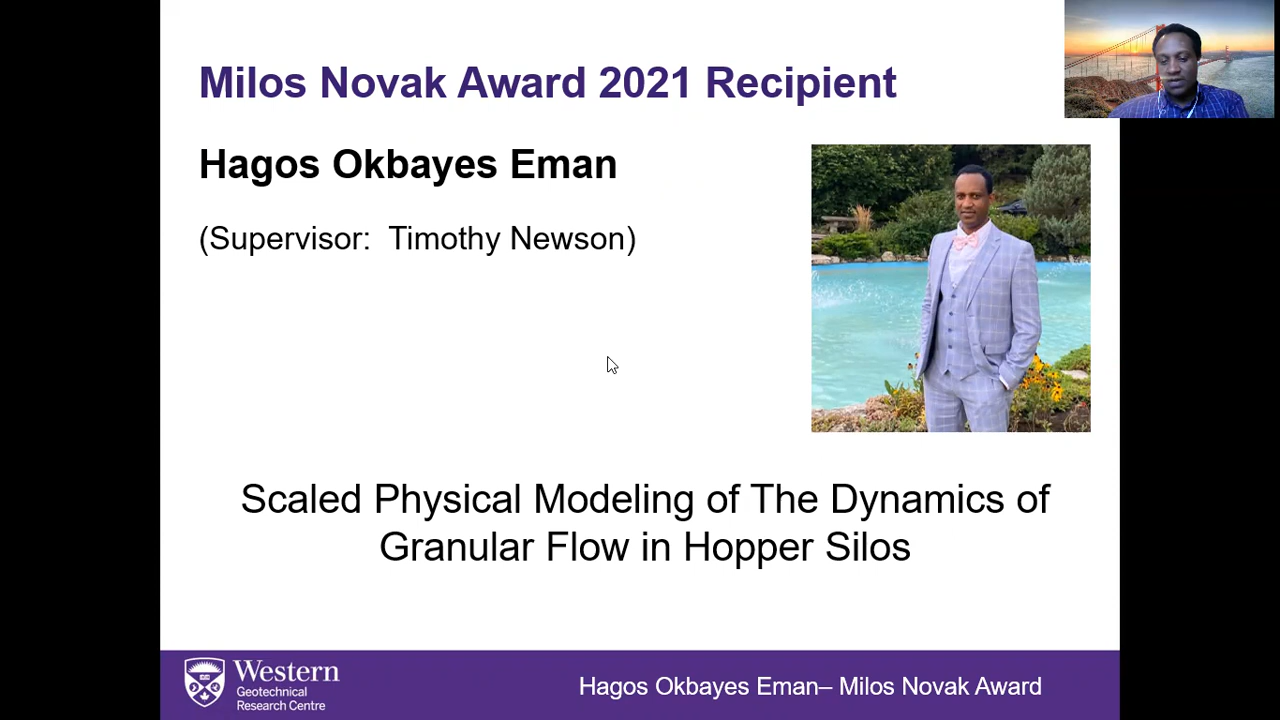 Milos Novak Award 2021 Recipient
Hagos Okbayes Eman
(Supervisor: Timothy Newson)
Scaled Physical Modeling of The Dynamics of
Granular Flow in Hopper Silos
Western
Geotechnical
Research Centre
Hagos Okbayes Eman– Milos Novak Award